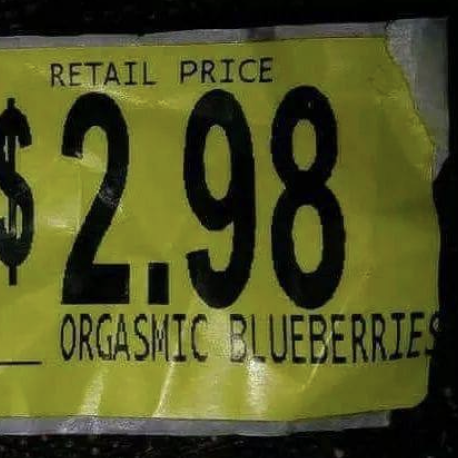 RETAIL PRICE
$2.98
ORGASMIC BLUEBERRIES